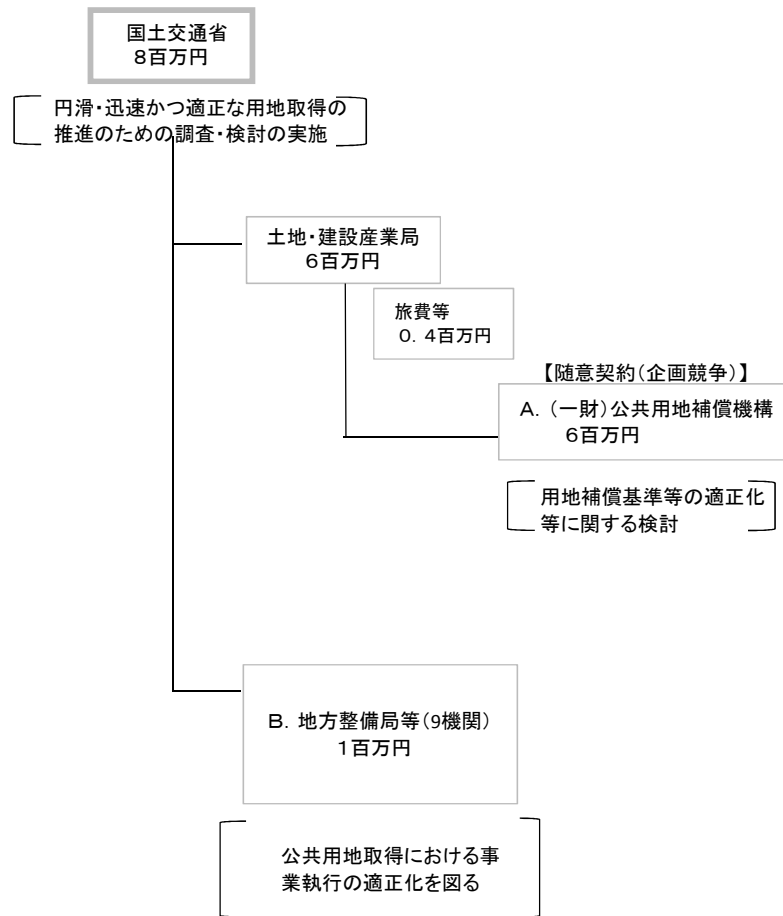 国土交通省
8百万円
円滑・迅速かつ適正な用地取得の
推進のための調査・検討の実施
土地・建設産業局
6百万円
旅費等
0．4百万円
【随意契約(企画競争)】
A．(一財)公共用地補償機構
6百万円
用地補償基準等の適正化
等に関する検討
B．地方整備局等(9機関)
1百万円
公共用地取得における事
業執行の適正化を図る